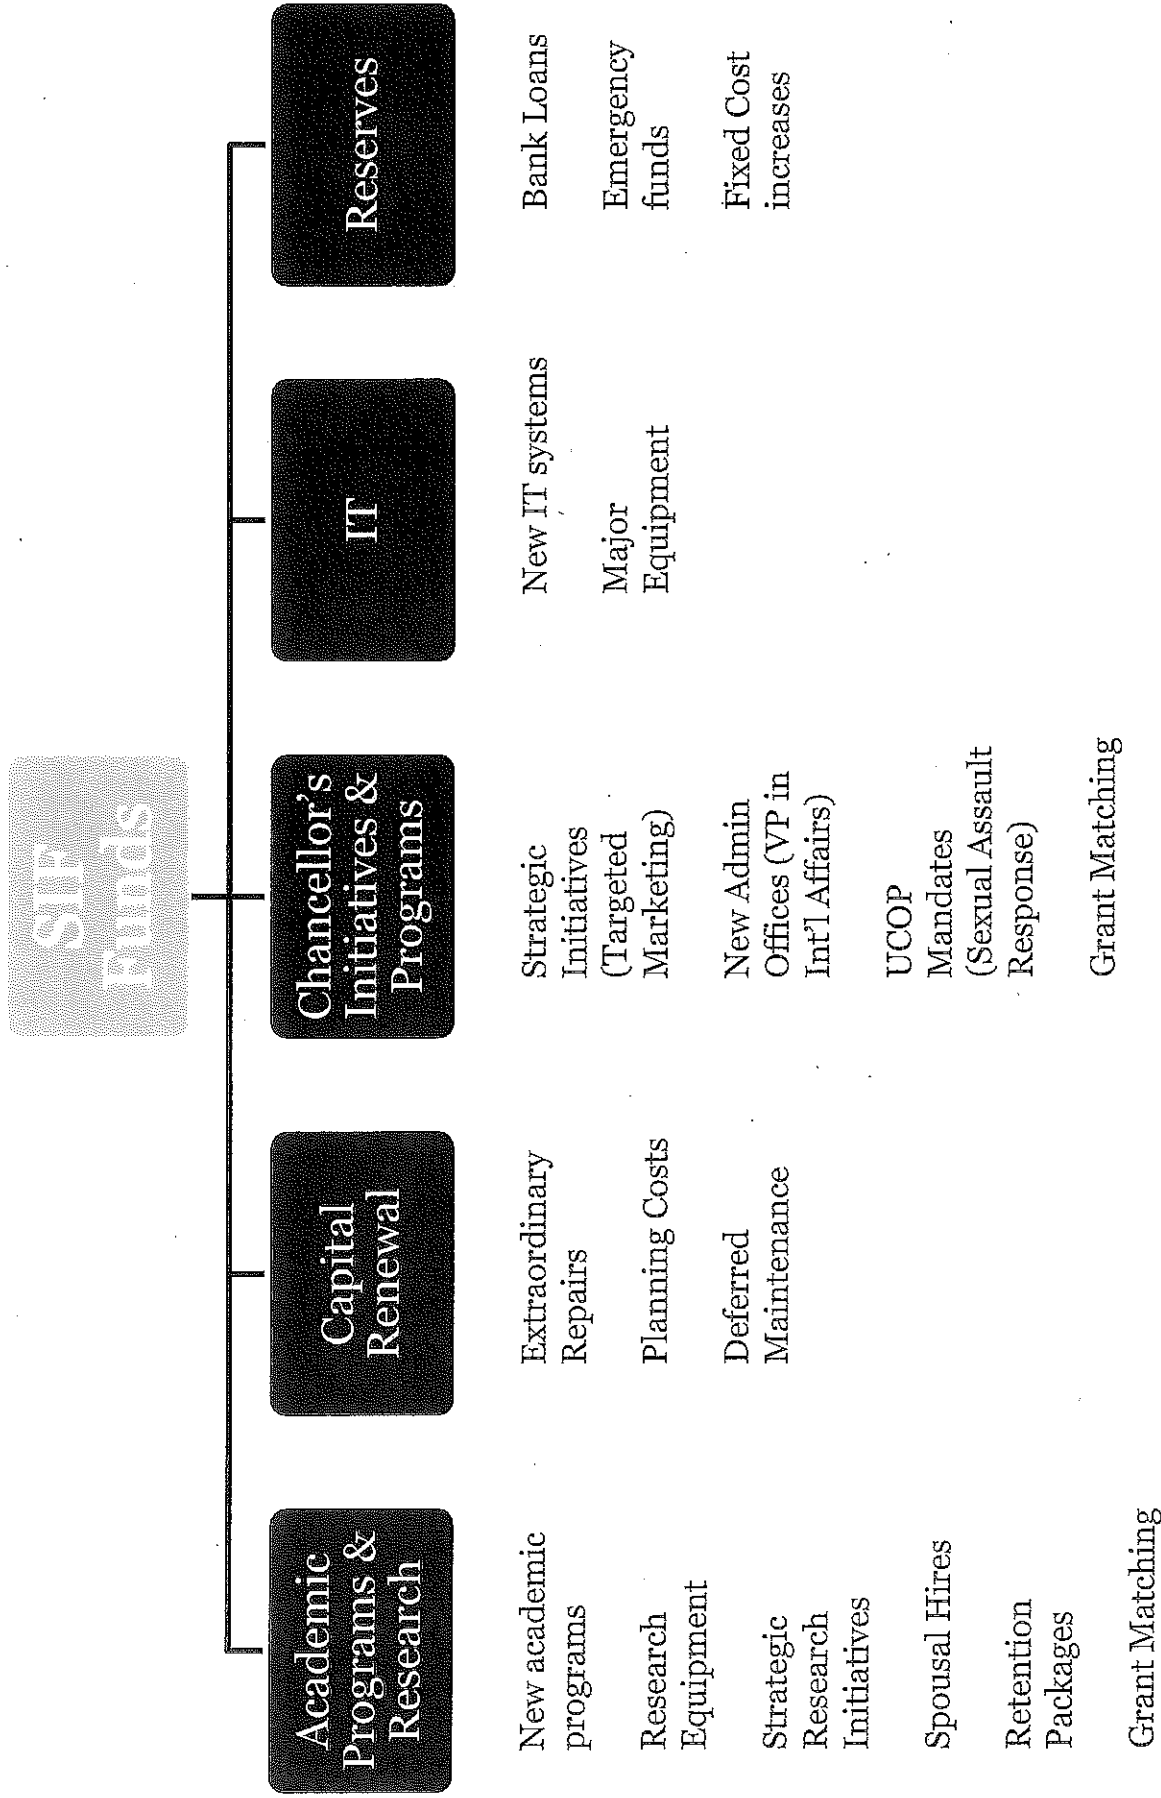 SIIF
Funds
Academic
Programs &
Research
New academic
programs
Research
Equipment
Strategic
Research
Initiatives
Spousal Hires
Retention
Packages
Grant Matching
Capital
Renewal
Extraordinary
Repairs
Planning Costs
Deferred
Maintenance
Chancellor's
Initiatives &
Programs
Strategic
Initiatives
(Targeted
Marketing)
New Admin
Offices (VP in
Int'l Affairs)
UCOP
Mandates
(Sexual Assault
Response)
Grant Matching
IT
New IT systems
Major
Equipment
Reserves
Bank Loans
Emergency
funds
Fixed Cost
increases